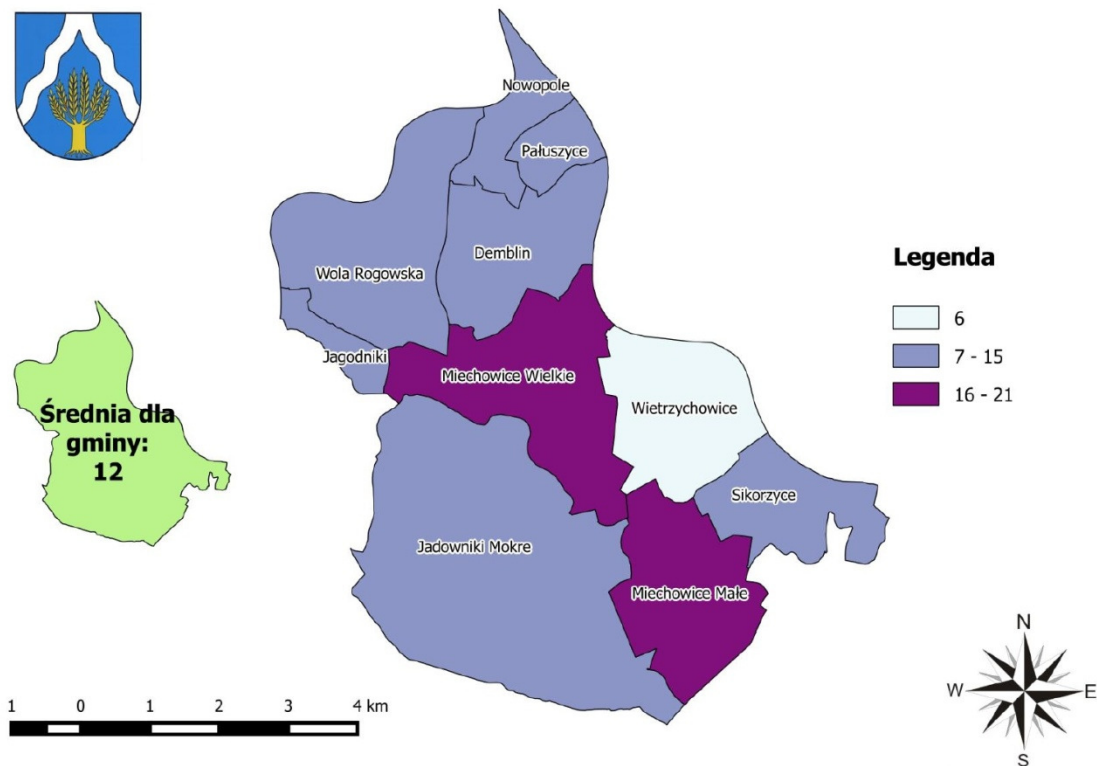 Nowopole
Pałuszyce
Demblin
Wola Rogowska
Legenda
6
7 - 15
16 - 21
Jagodniki
Miechowice Wielkie
Wietrzychowice
Średnia dla
gminy:
12
Sikorzyce
Jadowniki Mokre
Miechowice Małe
N
W
E
S
1 0 1 2 3 4 km